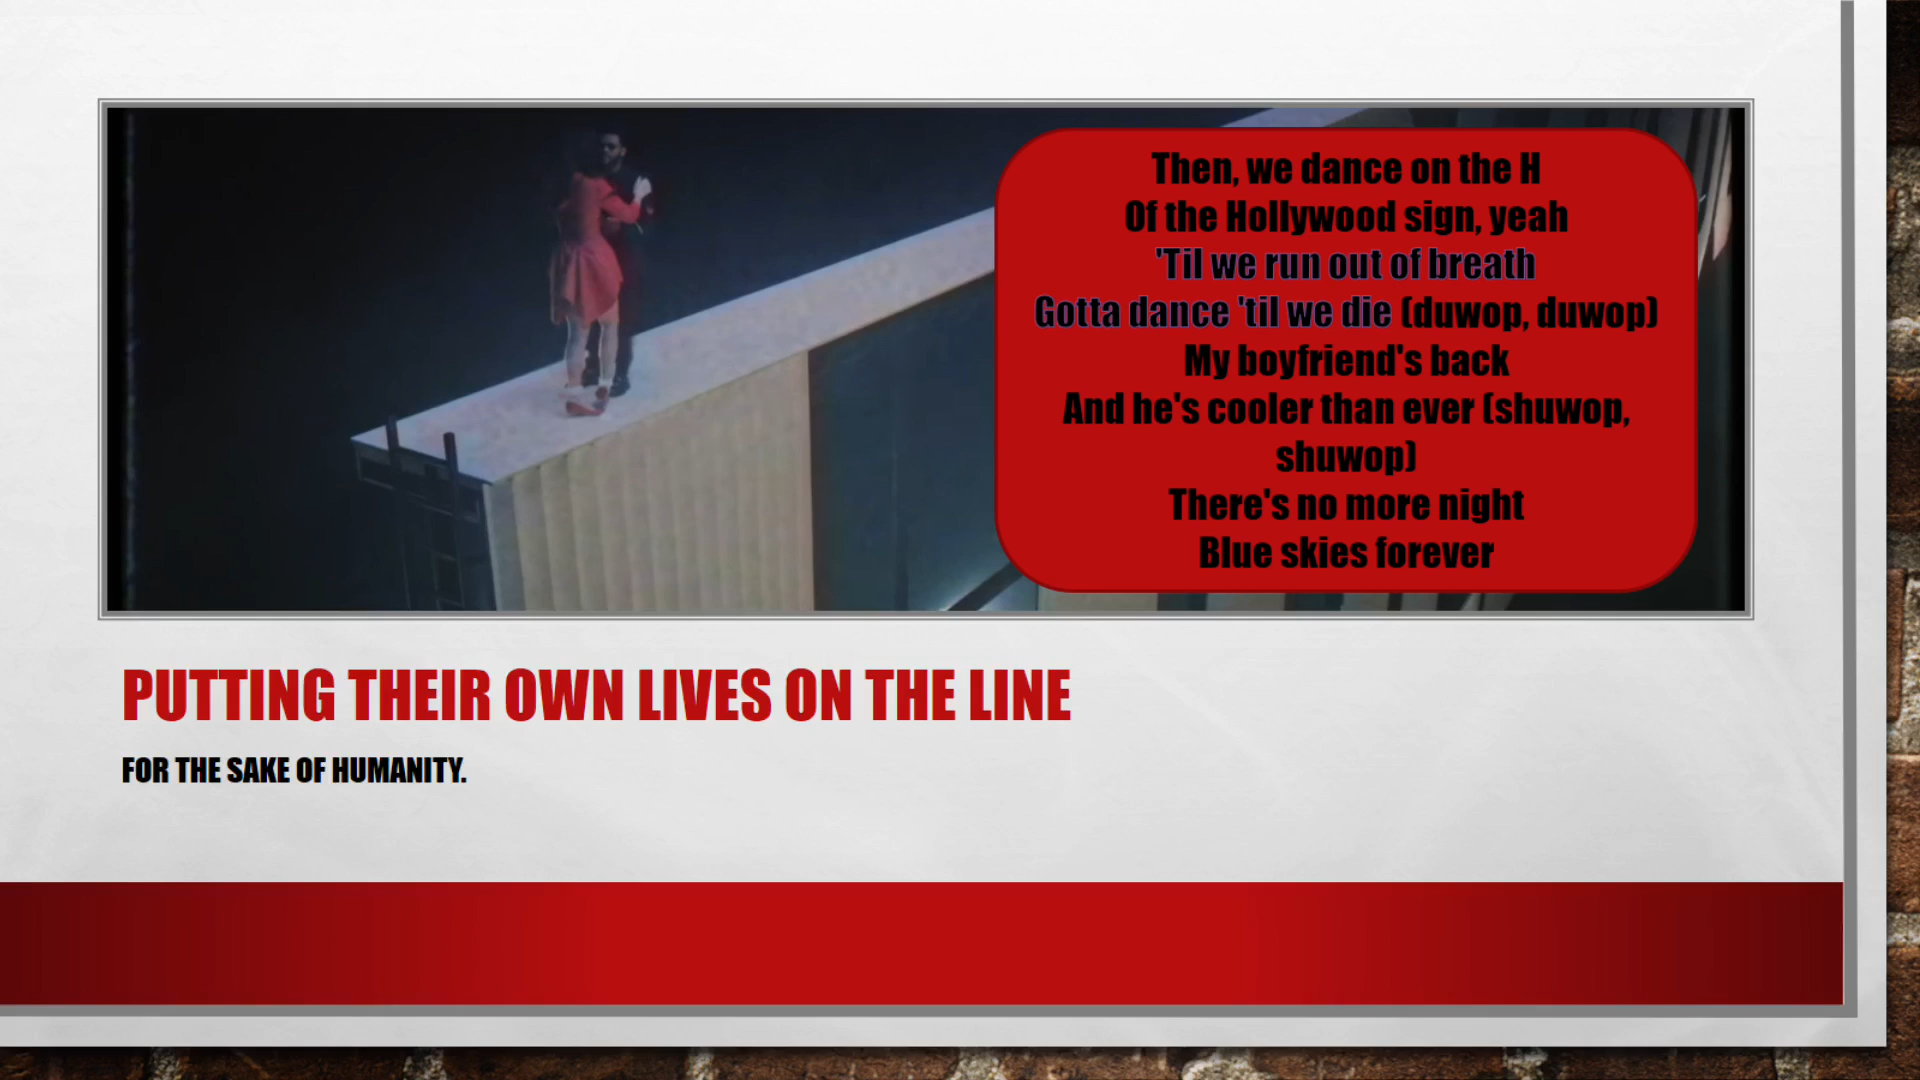 Then, we dance on the H
Of the Hollywood sign, yeah
'Til we run out of breath
Gotta dance 'til we die (duwop, duwop)
My boyfriend's back
And he's cooler than ever (shuwop,
shuwop)
There's no more night
Blue skies forever
PUTTING THEIR OWN LIVES ON THE LINE
FOR THE SAKE OF HUMANITY.